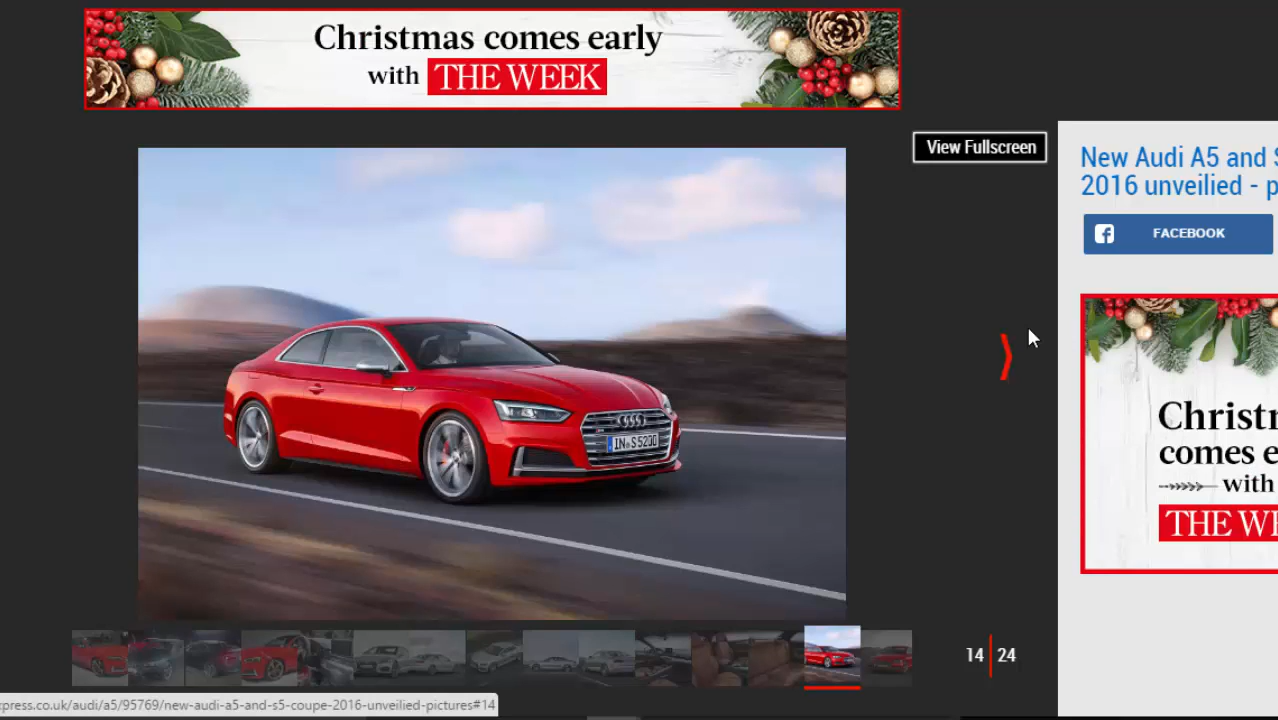 Christmas comes early
with THE WEEK
View Fullscreen
New Audi A5 and S
2016 unveilied - p
FACEBOOK
IN S 5200
Christm
comes e
with
THE WE
14 24
xpress.co.uk/audi/a5/95769/new-audi-a5-and-s5-coupe-2016-unveilied-pictures#14